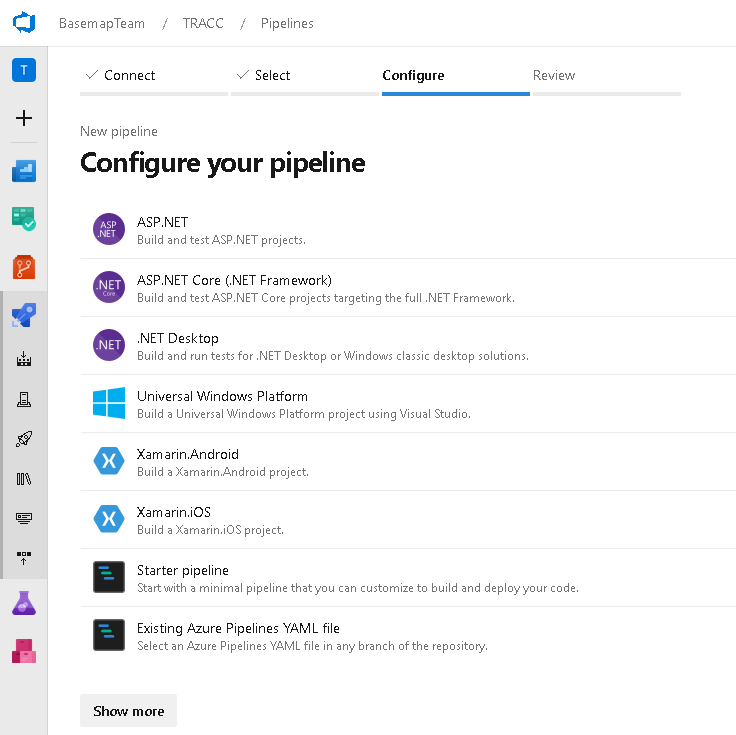 BasemapTeam / TRACC / Pipelines
T
Connect
Select
Configure
Review
New pipeline
Configure your pipeline
ASP
.NET
ASP.NET
Build and test ASP.NET projects.
.NET
Core
ASP.NET Core (.NET Framework)
Build and test ASP.NET Core projects targeting the full .NET Framework.
.NET
.NET Desktop
Build and run tests for .NET Desktop or Windows classic desktop solutions.
Universal Windows Platform
Build a Universal Windows Platform project using Visual Studio.
Xamarin.Android
Build a Xamarin.Android project.
Xamarin.iOS
Build a Xamarin.iOS project.
Starter pipeline
Start with a minimal pipeline that you can customize to build and deploy your code.
Existing Azure Pipelines YAML file
Select an Azure Pipelines YAML file in any branch of the repository.
Show more